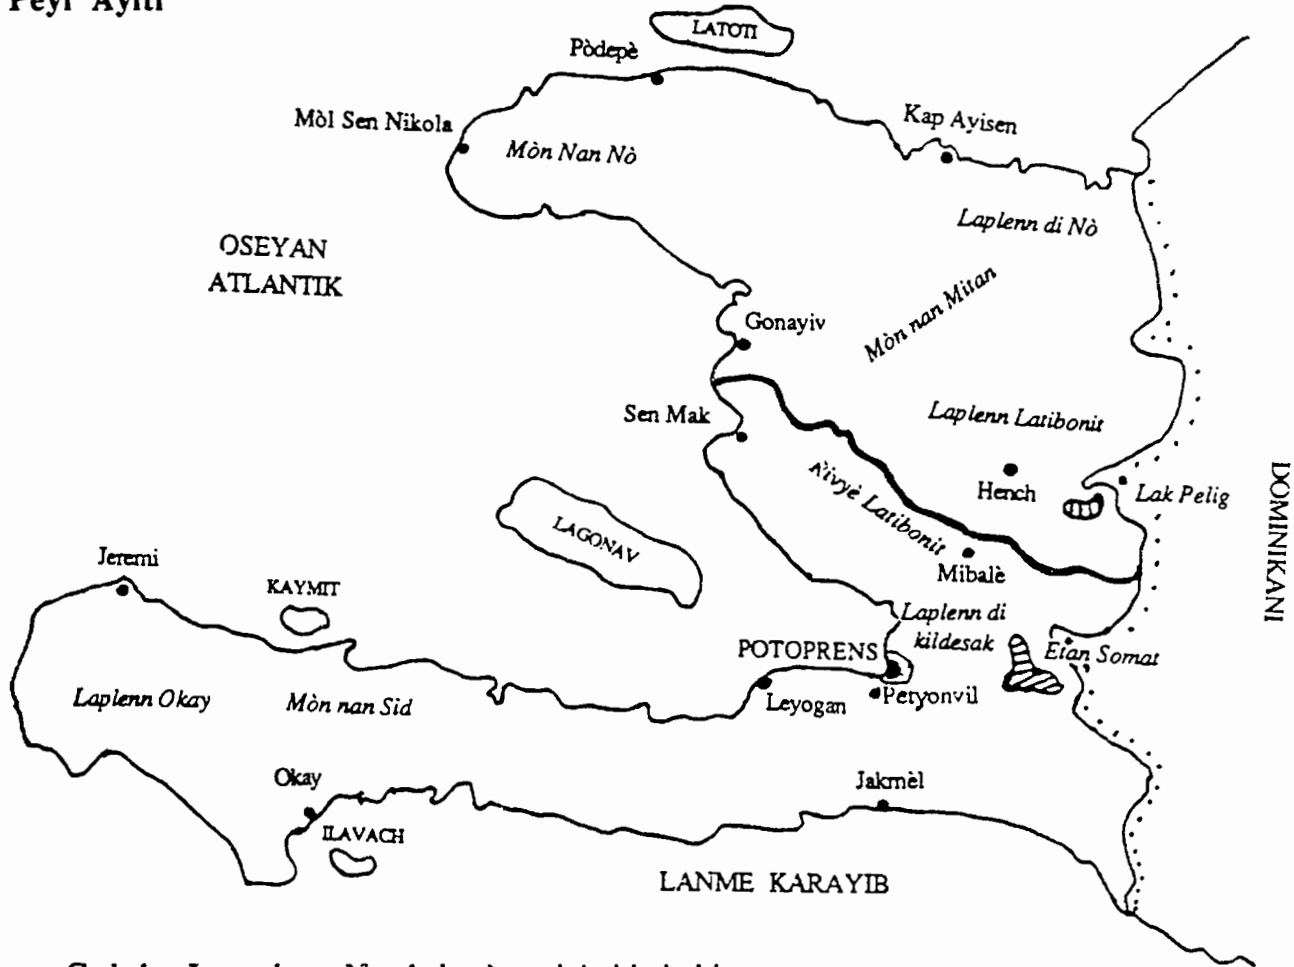 Peyi Ayiti
LATOTI
Pòdepè
Kap Ayisen
Mòl Sen Nikola
Mòn Nan Nò
Laplenn di Nò
OSEYAN
ATLANTIK
Mòn nan Mitan
Gonayiv
Sen Mak
Laplenn Latibonit
Hench
Lak Pelig
DOMINIKANI
Latibonit
LAGONAV
Mibalè
Jeremi
KAYMIT
Laplenn di
kildesak
POTOPRENS
Etan Somat
Laplenn Okay
Mòn nan Sid
Leyogan
Petyonvil
Okay
Jakmèl
ILAVACH
LANME KARAYIB